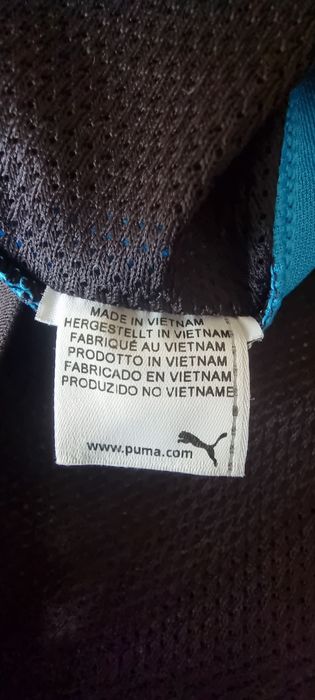 MADE IN VIETNAM
HERGESTELLT IN VIETNAM
FABRIQUÉ AU VIETNAM
PRODOTTO IN VIETNAM
FABRICADO EN VIETNAM
PRODUZIDO NO VIETNAME
www.puma.com